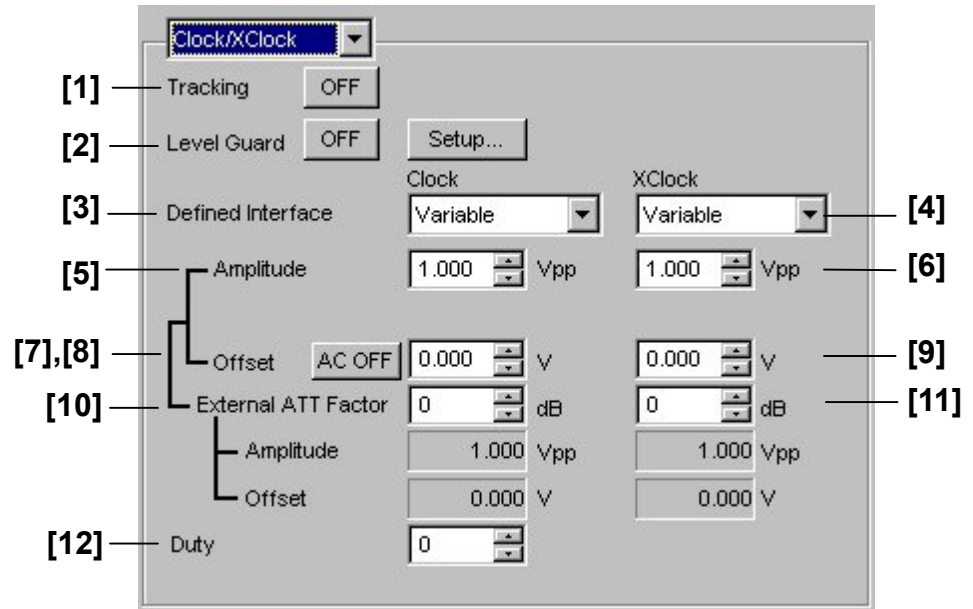 Clock/XClock
[1] Tracking OFF
[2] Level Guard OFF Setup...
Clock XClock
[3] Defined Interface Variable Variable [4]
[5] Amplitude 1.000 Vpp 1.000 Vpp [6]
[7],[8] Offset AC OFF 0.000 V 0.000 V [9]
[10] External ATT Factor 0 dB 0 dB [11]
Amplitude 1.000 Vpp 1.000 Vpp
Offset 0.000 V 0.000 V
[12] Duty 0